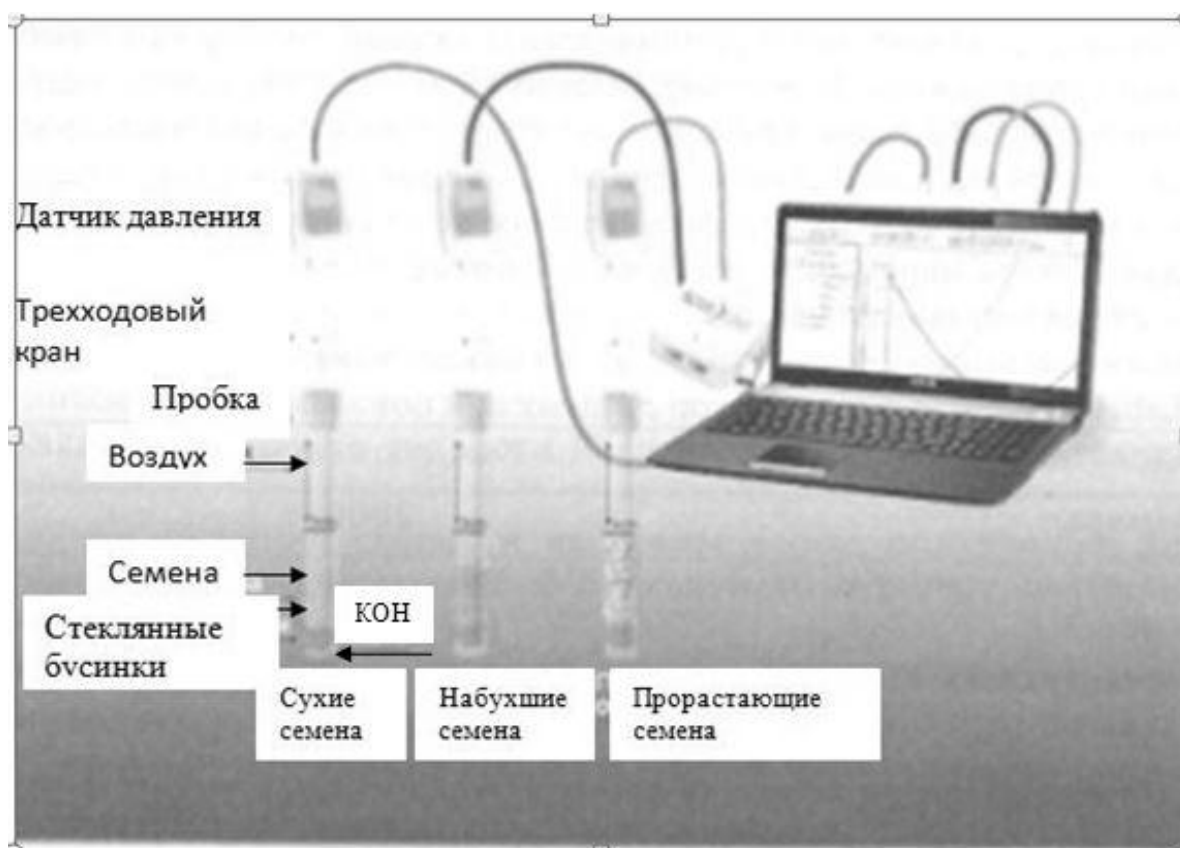 Датчик давления
Трехходовый
кран
Пробка
Воздух
Семена
Стеклянные
бусинки
КОН
Сухие
семена
Набухшие
семена
Прорастающие
семена